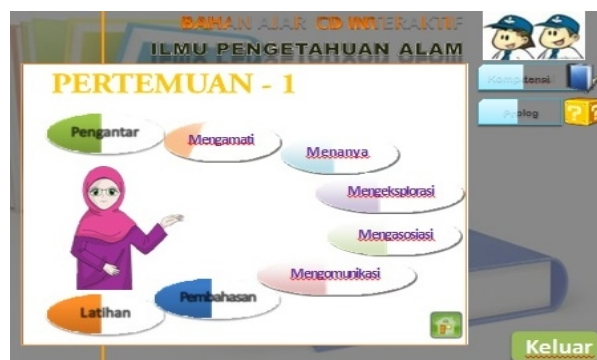 BAHAN AJAR CD INTERAKTIF
ILMU PENGETAHUAN ALAM
PERTEMUAN - 1
Kompetensi
Prolog
Pengantar
Mengamati
Menanya
Mengeksplorasi
Mengasosiasi
Mengomunikasi
Pembahasan
Latihan
Keluar